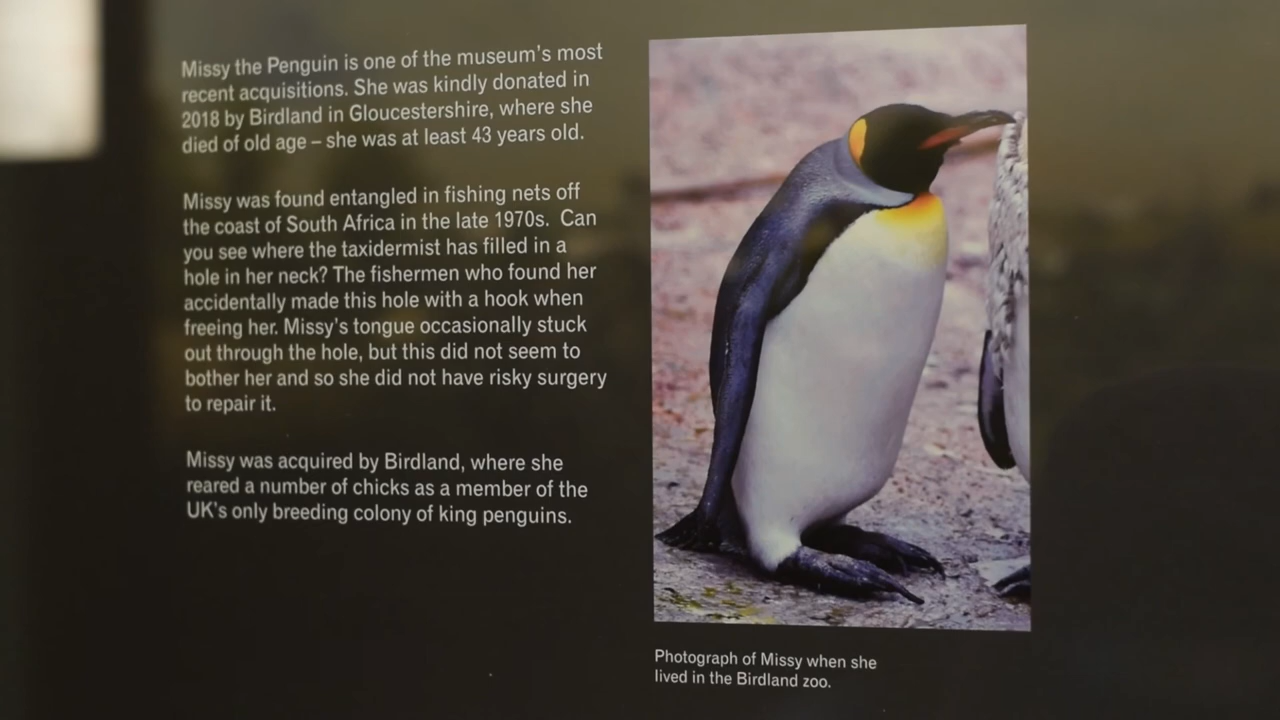 Missy the Penguin is one of the museum's most
recent acquisitions. She was kindly donated in
2018 by Birdland in Gloucestershire, where she
died of old age – she was at least 43 years old.
Missy was found entangled in fishing nets off
the coast of South Africa in the late 1970s.  Can
you see where the taxidermist has filled in a
hole in her neck? The fishermen who found her
accidentally made this hole with a hook when
freeing her. Missy's tongue occasionally stuck
out through the hole, but this did not seem to
bother her and so she did not have risky surgery
to repair it.
Missy was acquired by Birdland, where she
reared a number of chicks as a member of the
UK's only breeding colony of king penguins.
Photograph of Missy when she
lived in the Birdland zoo.